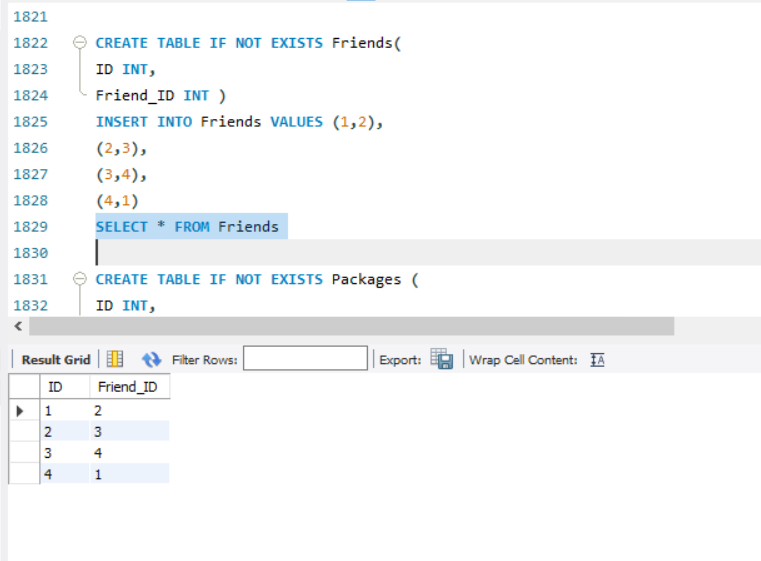 1821
1822 CREATE TABLE IF NOT EXISTS Friends(
1823 ID INT,
1824 Friend_ID INT )
1825 INSERT INTO Friends VALUES (1,2),
1826 (2,3),
1827 (3,4),
1828 (4,1)
1829 SELECT * FROM Friends
1830
1831 CREATE TABLE IF NOT EXISTS Packages (
1832 ID INT,
Result Grid Filter Rows: Export: Wrap Cell Content: IA
ID Friend_ID
1 2
2 3
3 4
4 1